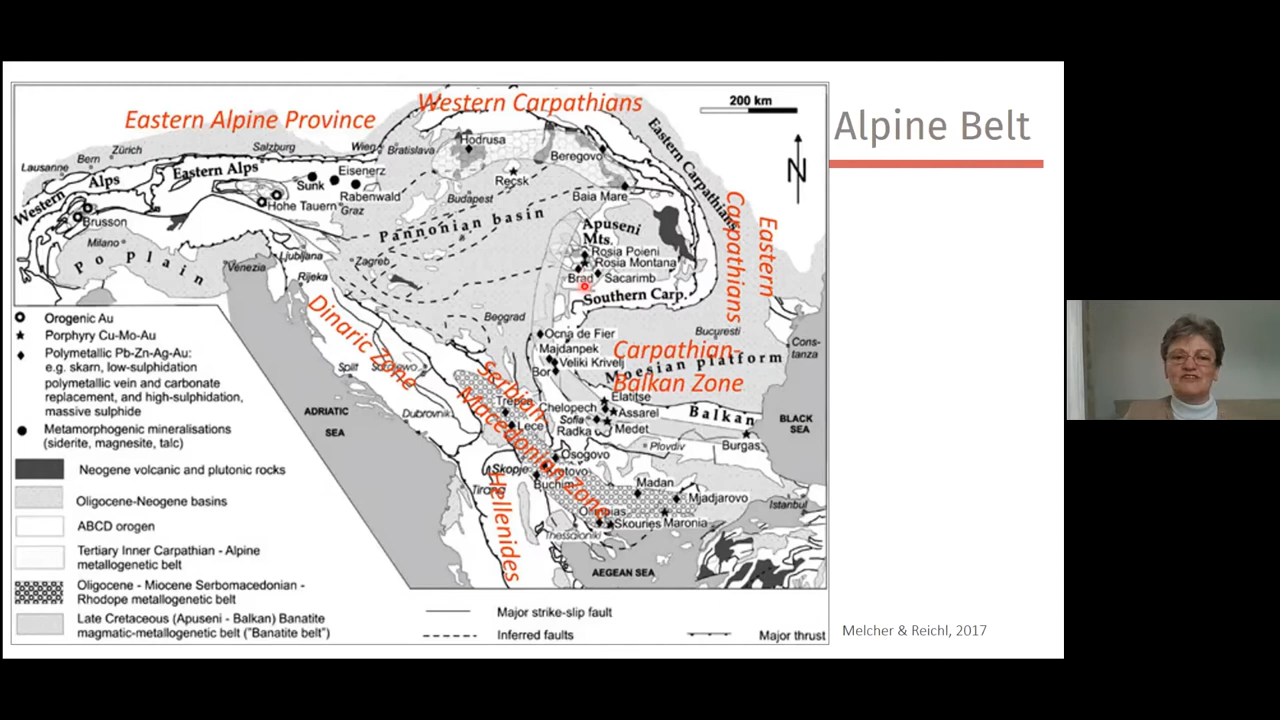 Alpine Belt
Eastern Alpine Province
Western Carpathians
200 km
N
Eastern Carpathians
Eastern
Carpathians
Lausanne
Bern
Zürich
Salzburg
Wien
Bratislava
Hodrusa
Beregovo
Western
Alps
Eastern Alps
Sunk
Eisenerz
Rabenwald
Hohe Tauern
Graz
Brusson
Recsk
Budapest
Baia Mare
Pannonian basin
Apuseni
Mts.
Rosia Poieni
Rosia Montana
Brad
Sacarimb
Southern Carp.
Milano
Po Plain
Venezia
Ljubljana
Rijeka
Zagreb
Beograd
Bucuresti
Cons-
tanza
Dinaric Zone
Ocna de Fier
Majdanpek
Veliki Krivelj
Bor
Carpathian-
Balkan Zone
Moesian platform
Serbian
Macedonian Zone
Split
Dubrovnik
ADRIATIC
SEA
Lece
Elatsite
Chelopech
Assarel
Sofia
Radka
Medet
Balkan
BLACK
SEA
Burgas
Plovdiv
Skopje
Osogovo
Buchim
Hellenides
Madan
Mjadjarovo
Istanbul
Skouries
Maronia
Thessaloniki
AEGEAN SEA
Orogenic Au
Porphyry Cu-Mo-Au
Polymetallic Pb-Zn-Ag-Au:
e.g. skarn, low-sulphidation
polymetallic vein and carbonate
replacement, and high-sulphidation,
massive sulphide
Metamorphogenic mineralisations
(siderite, magnesite, talc)
Neogene volcanic and plutonic rocks
Oligocene-Neogene basins
ABCD orogen
Tertiary Inner Carpathian - Alpine
metallogenetic belt
Oligocene - Miocene Serbomacedonian -
Rhodope metallogenetic belt
Late Cretaceous (Apuseni - Balkan) Banatite
magmatic-metallogenetic belt ("Banatite belt")
Major strike-slip fault
Inferred faults
Major thrust
Melcher & Reichl, 2017